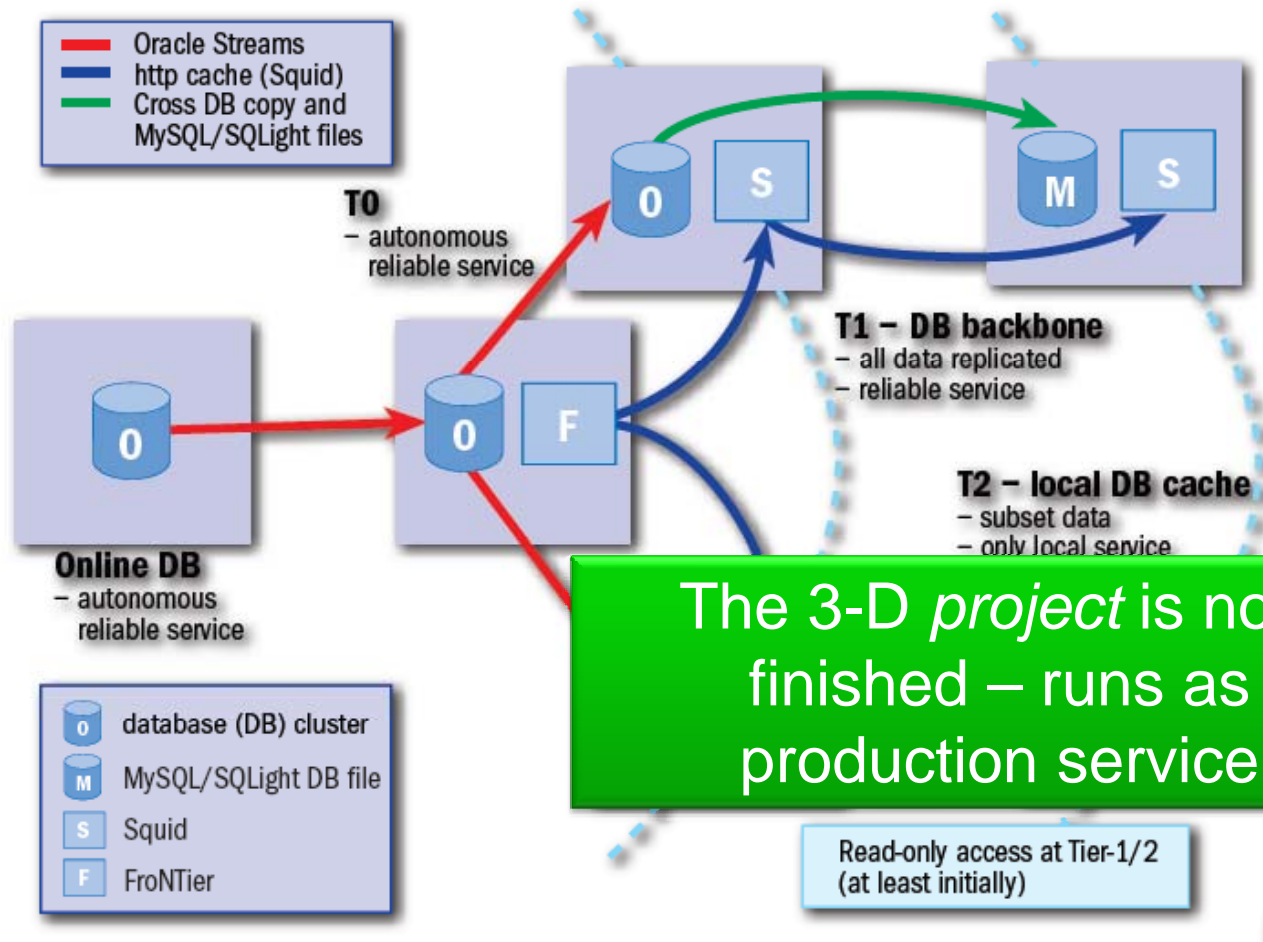 Oracle Streams
http cache (Squid)
Cross DB copy and
MySQL/SQLight files
T0
– autonomous
reliable service
O
S
M
S
T1 – DB backbone
– all data replicated
– reliable service
O
O
F
T2 – local DB cache
– subset data
– only local service
Online DB
– autonomous
reliable service
The 3-D project is
finished – runs as
production service
O database (DB) cluster
M MySQL/SQLight DB file
S Squid
F FroNTier
Read-only access at Tier-1/2
(at least initially)